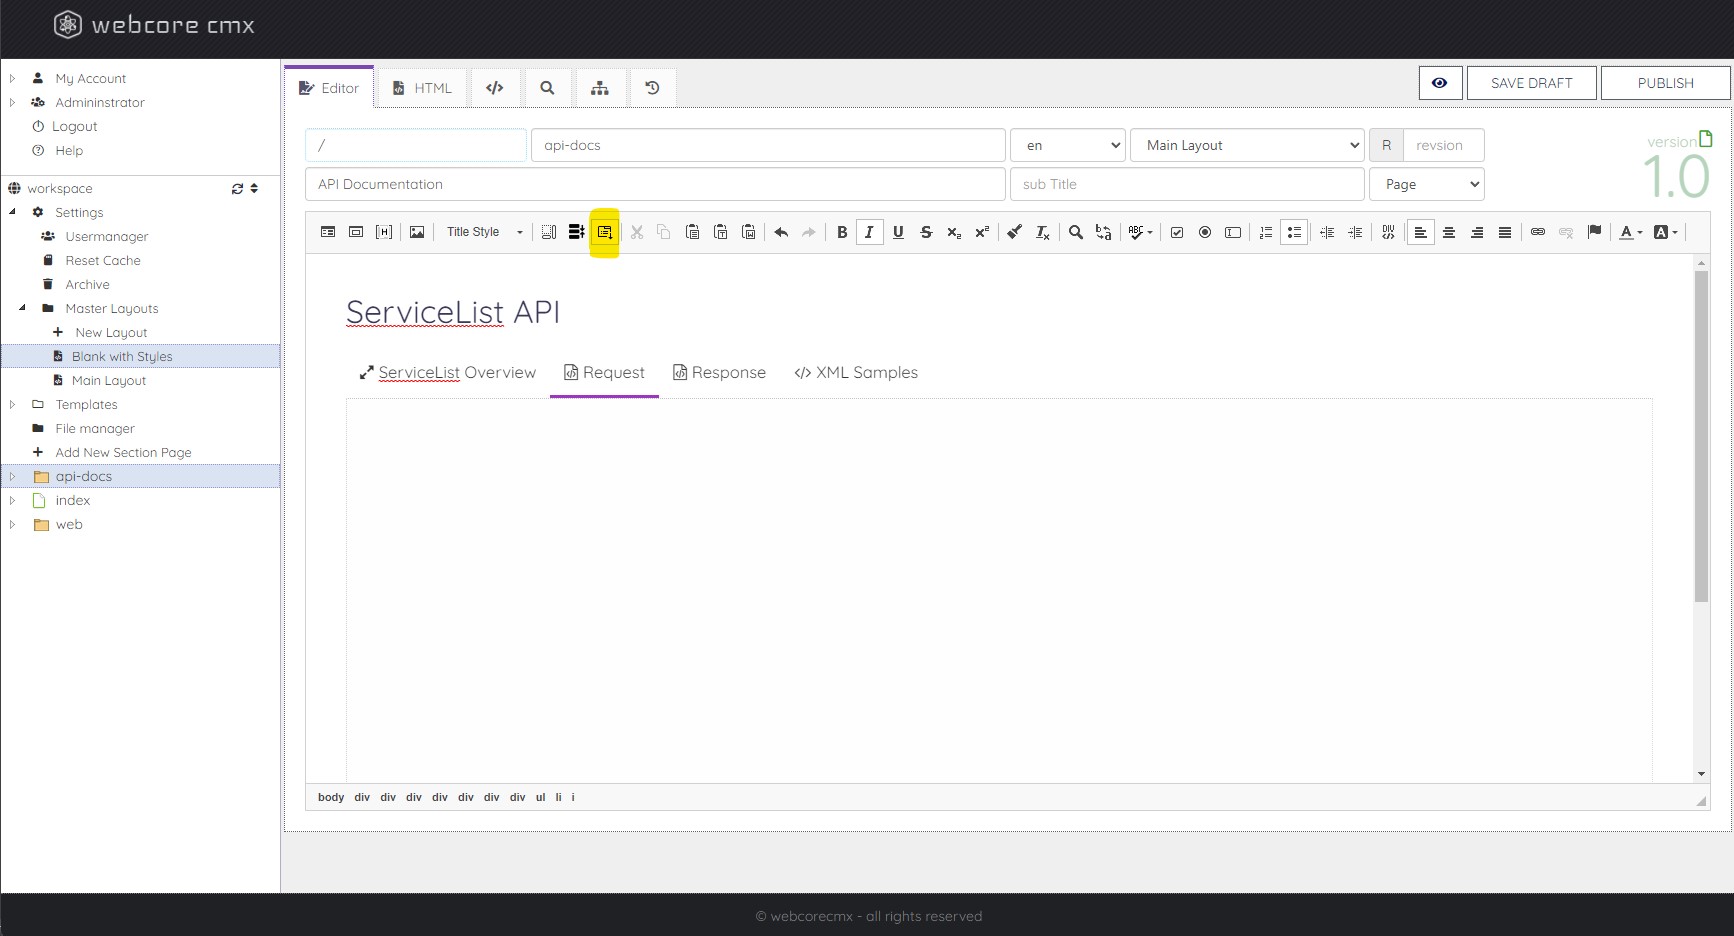 webcore cmx
My Account
Admininstrator
Logout
Help
workspace
Settings
Usermanager
Reset Cache
Archive
Master Layouts
New Layout
Blank with Styles
Main Layout
Templates
File manager
Add New Section Page
api-docs
index
web
Editor
HTML
SAVE DRAFT
PUBLISH
/
api-docs
en
Main Layout
R
revsion
version
1.0
API Documentation
sub Title
Page
Title Style
ServiceList API
ServiceList Overview
Request
Response
XML Samples
body div div div div div div div ul li i
© webcorecmx - all rights reserved